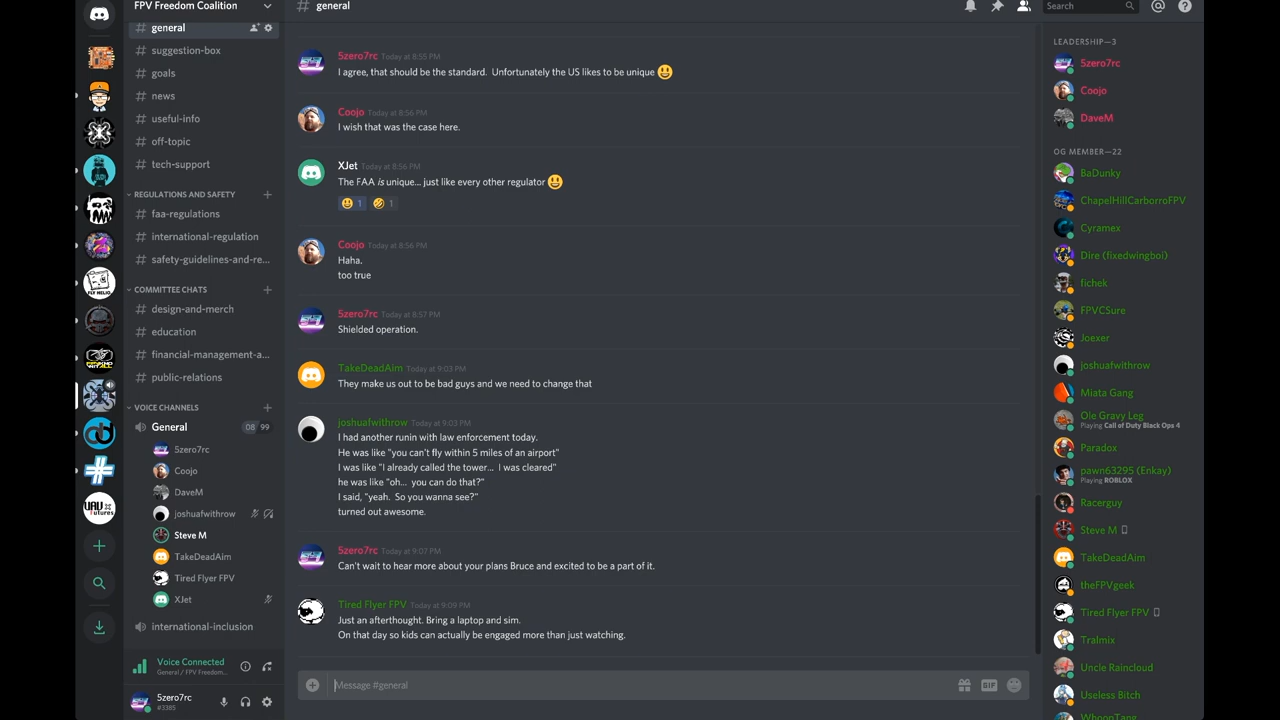 FPV Freedom Coalition
general
suggestion-box
goals
news
useful-info
off-topic
tech-support
REGULATIONS AND SAFETY
faa-regulations
international-regulation
safety-guidelines-and-re...
COMMITTEE CHATS
design-and-merch
education
financial-management-a...
public-relations
VOICE CHANNELS
General 08 99
5zero7rc
Coojo
DaveM
joshuafwithrow
Steve M
TakeDeadAim
Tired Flyer FPV
XJet
international-inclusion
Voice Connected
General / FPV Freedom...
5zero7rc
#3385
UAV
futures
# general
Search
5zero7rc Today at 8:55 PM
I agree, that should be the standard. Unfortunately the US likes to be unique 😃
Coojo Today at 8:56 PM
I wish that was the case here.
XJet Today at 8:56 PM
The FAA is unique... just like every other regulator 😃
😃 1 🤣 1
Coojo Today at 8:56 PM
Haha,
too true
5zero7rc Today at 8:57 PM
Shielded operation.
TakeDeadAim Today at 9:03 PM
They make us out to be bad guys and we need to change that
joshuafwithrow Today at 9:03 PM
I had another runin with law enforcement today.
He was like "you can't fly within 5 miles of an airport"
I was like "I already called the tower... I was cleared"
he was like "oh... you can do that?"
I said, "yeah. So you wanna see?"
turned out awesome.
5zero7rc Today at 9:07 PM
Can't wait to hear more about your plans Bruce and excited to be a part of it.
Tired Flyer FPV Today at 9:09 PM
Just an afterthought. Bring a laptop and sim.
On that day so kids can actually be engaged more than just watching.
Message #general
GIF
LEADERSHIP—3
5zero7rc
Coojo
DaveM
OG MEMBER—22
BaDunky
ChapelHillCarborroFPV
Cyramex
Dire (fixedwingboi)
fichek
FPVCSure
Joexer
joshuafwithrow
Miata Gang
Ole Gravy Leg
Playing Call of Duty Black Ops 4
Paradox
pawn63295 (Enkay)
Playing ROBLOX
Racerguy
Steve M
TakeDeadAim
theFPVgeek
Tired Flyer FPV
Tralmix
Uncle Raincloud
Useless Bitch
WhoopTang